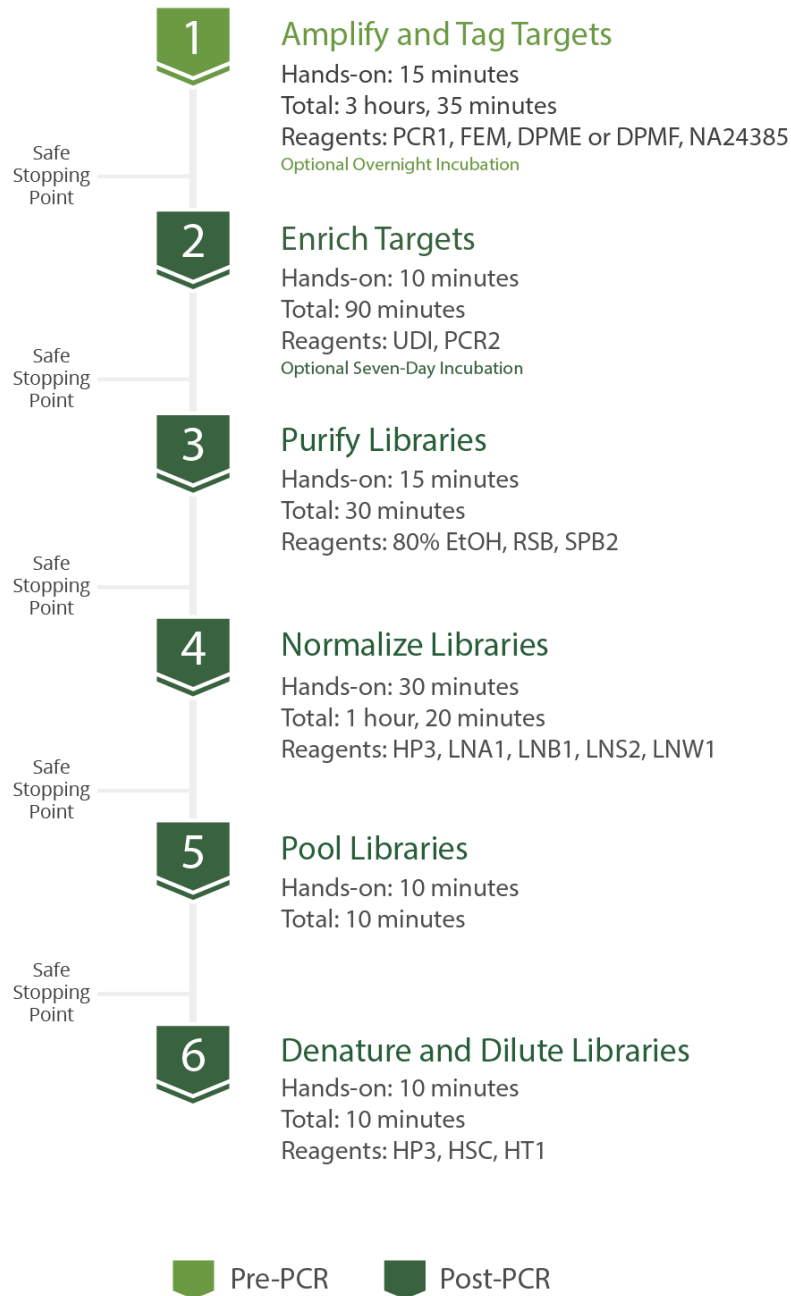 1
Amplify and Tag Targets
Hands-on: 15 minutes
Total: 3 hours, 35 minutes
Reagents: PCR1, FEM, DPME or DPMF, NA24385
Optional Overnight Incubation
Safe
Stopping
Point
2
Enrich Targets
Hands-on: 10 minutes
Total: 90 minutes
Reagents: UDI, PCR2
Optional Seven-Day Incubation
Safe
Stopping
Point
3
Purify Libraries
Hands-on: 15 minutes
Total: 30 minutes
Reagents: 80% EtOH, RSB, SPB2
Safe
Stopping
Point
4
Normalize Libraries
Hands-on: 30 minutes
Total: 1 hour, 20 minutes
Reagents: HP3, LNA1, LNB1, LNS2, LNW1
Safe
Stopping
Point
5
Pool Libraries
Hands-on: 10 minutes
Total: 10 minutes
Safe
Stopping
Point
6
Denature and Dilute Libraries
Hands-on: 10 minutes
Total: 10 minutes
Reagents: HP3, HSC, HT1
Pre-PCR
Post-PCR